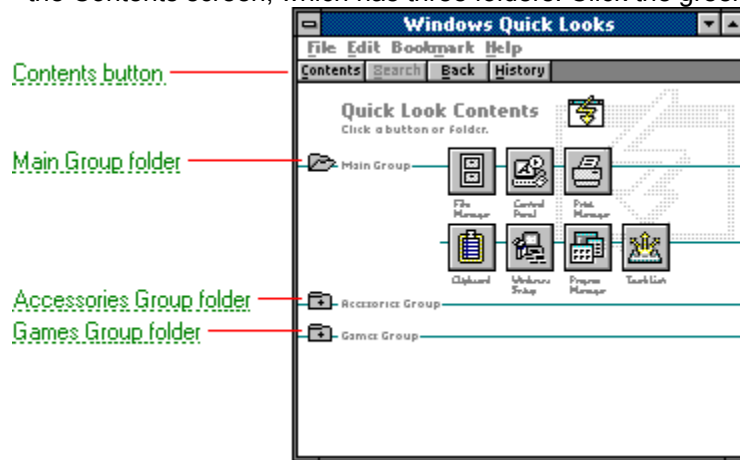 the Contents screen, which has three folders. Click the green
Windows Quick Looks
File Edit Bookmark Help
Contents Search Back History
Contents button
Quick Look Contents
Click a button or Folder.
Main Group folder
Main Group
File Manager
Control Panel
Print Manager
Clipboard
Windows Setup
Program Manager
Task List
Accessories Group folder
Accessories Group
Games Group folder
Games Group